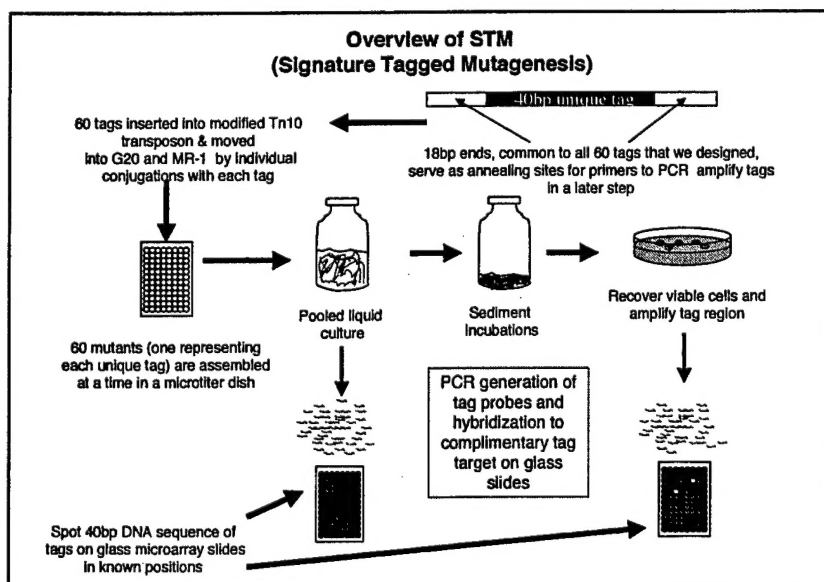 Overview of STM
(Signature Tagged Mutagenesis)
40bp unique tag
60 tags inserted into modified Tn10
transposon & moved
into G20 and MR-1 by individual
conjugations with each tag
18bp ends, common to all 60 tags that we designed,
serve as annealing sites for primers to PCR amplify tags
in a later step
Pooled liquid
culture
Sediment
Incubations
Recover viable cells and
amplify tag region
60 mutants (one representing
each unique tag) are assembled
at a time in a microtiter dish
PCR generation of
tag probes and
hybridization to
complimentary tag
target on glass
slides
Spot 40bp DNA sequence of
tags on glass microarray slides
in known positions